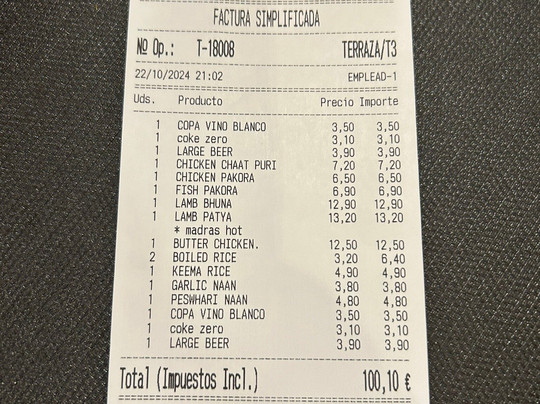 FACTURA SIMPLIFICADA
Nº Op.: T-18008 TERRAZA/T3
22/10/2024 21:02 EMPLEAD-1
Uds. Producto Precio Importe
1 COPA VINO BLANCO 3,50 3,50
1 coke zero 3,10 3,10
1 LARGE BEER 3,90 3,90
1 CHICKEN CHAAT PURI 7,20 7,20
1 CHICKEN PAKORA 6,50 6,50
1 FISH PAKORA 6,90 6,90
1 LAMB BHUNA 12,90 12,90
1 LAMB PATYA 13,20 13,20
* madras hot
1 BUTTER CHICKEN. 12,50 12,50
2 BOILED RICE 3,20 6,40
1 KEEMA RICE 4,90 4,90
1 GARLIC NAAN 3,80 3,80
1 PESWHARI NAAN 4,80 4,80
1 COPA VINO BLANCO 3,50 3,50
1 coke zero 3,10 3,10
1 LARGE BEER 3,90 3,90
Total (Impuestos Incl.) 100,10 €